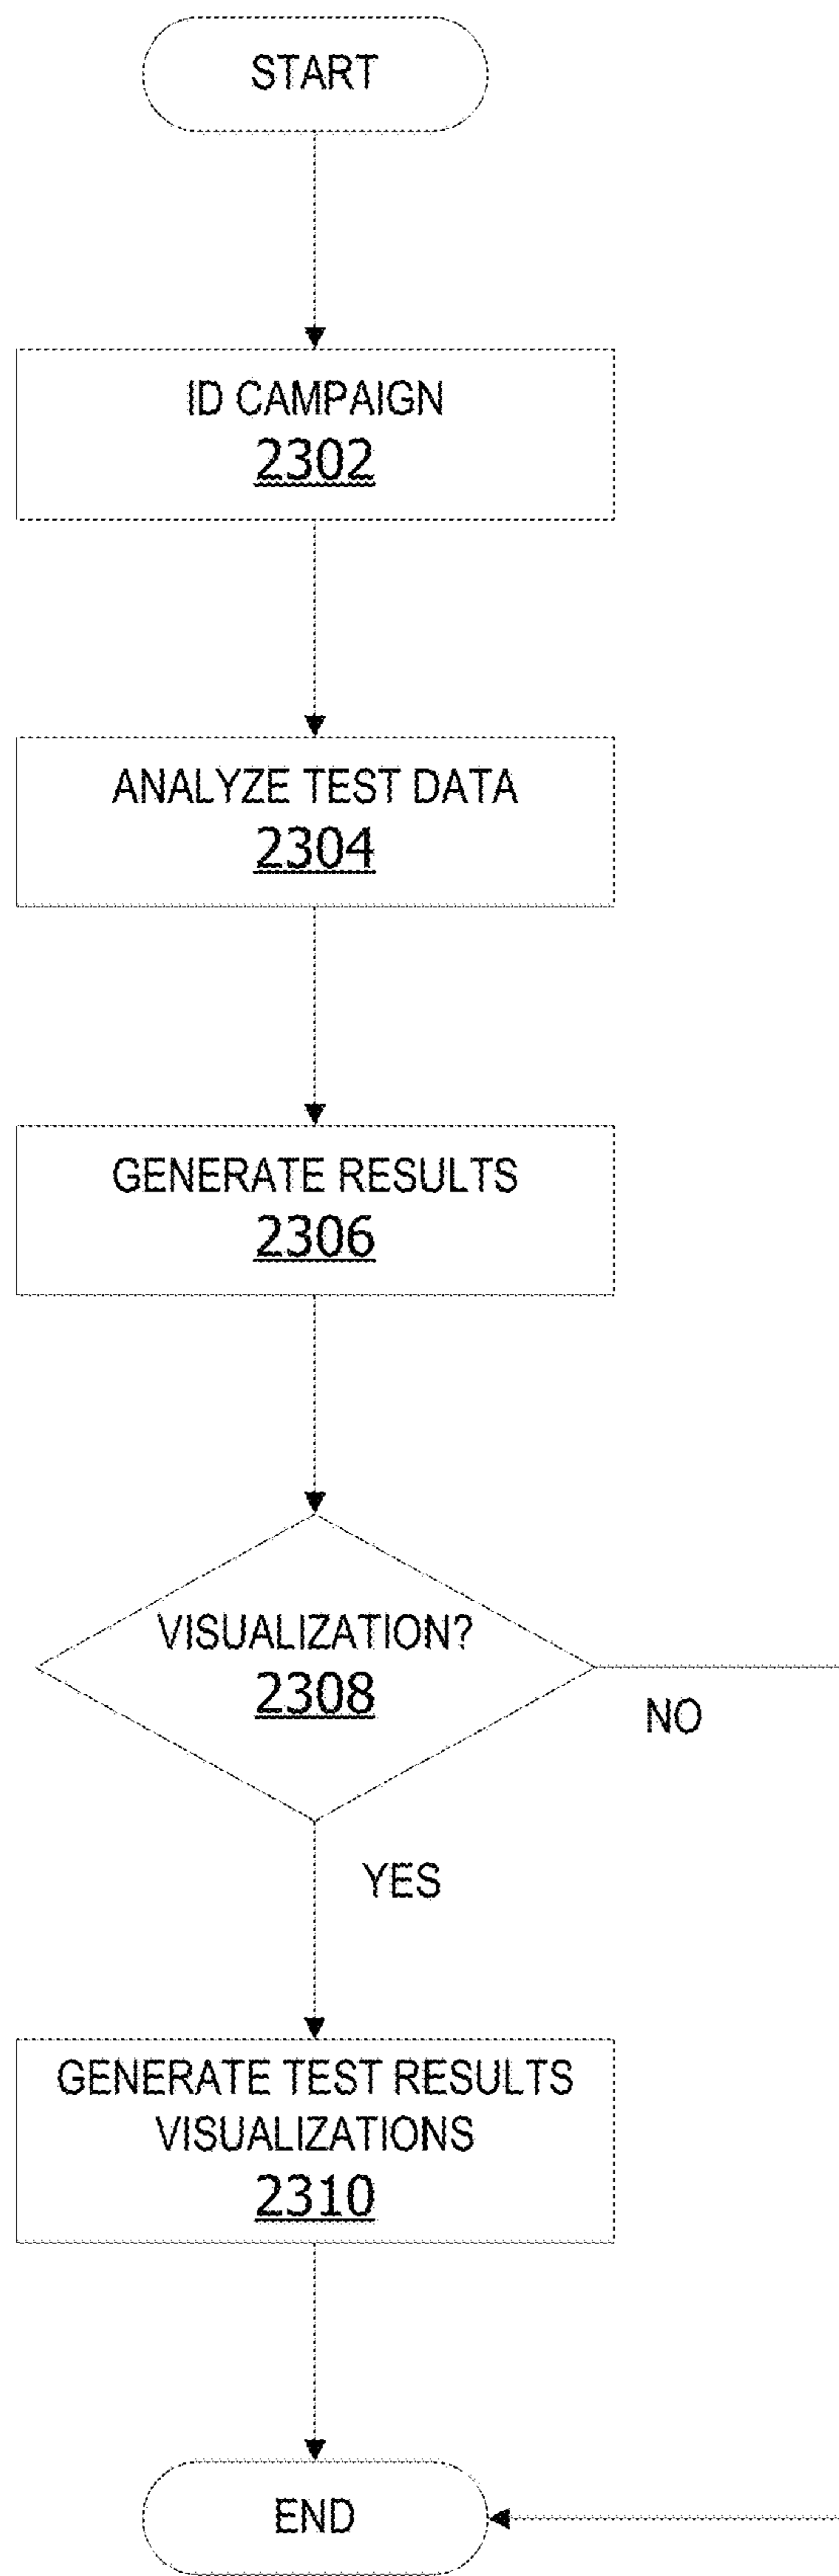 START
ID CAMPAIGN
2302
ANALYZE TEST DATA
2304
GENERATE RESULTS
2306
VISUALIZATION?
2308
NO
YES
GENERATE TEST RESULTS
VISUALIZATIONS
2310
END